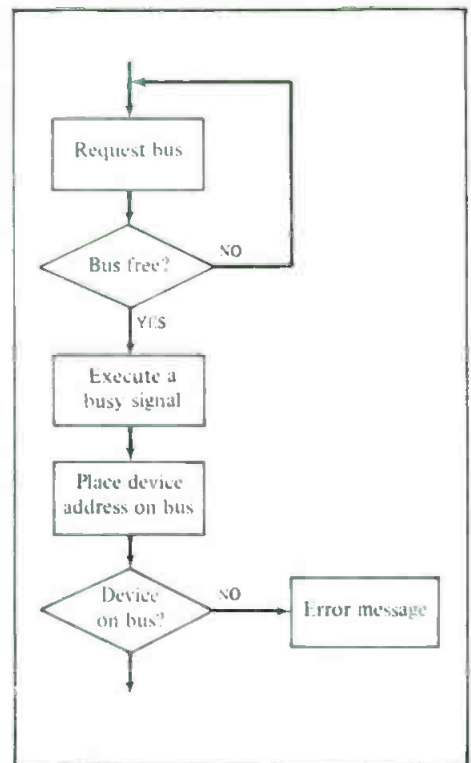 Request bus
Bus free?
NO
YES
Execute a
busy signal
Place device
address on bus
Device
on bus?
NO
Error message